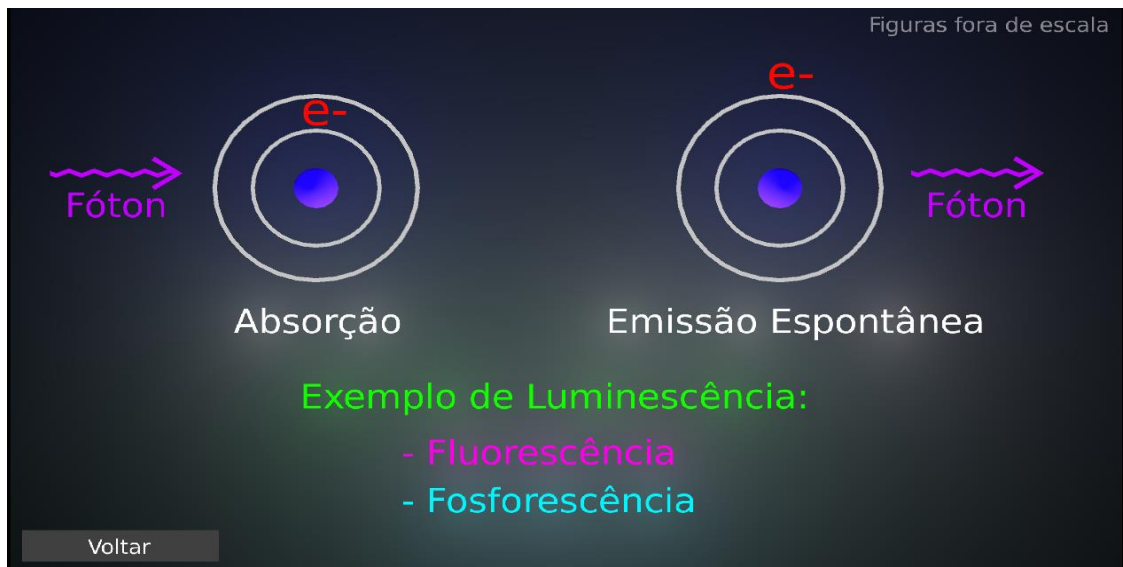 Figuras fora de escala
e-
e-
Fóton
Fóton
Absorção
Emissão Espontânea
Exemplo de Luminescência:
- Fluorescência
- Fosforescência
Voltar